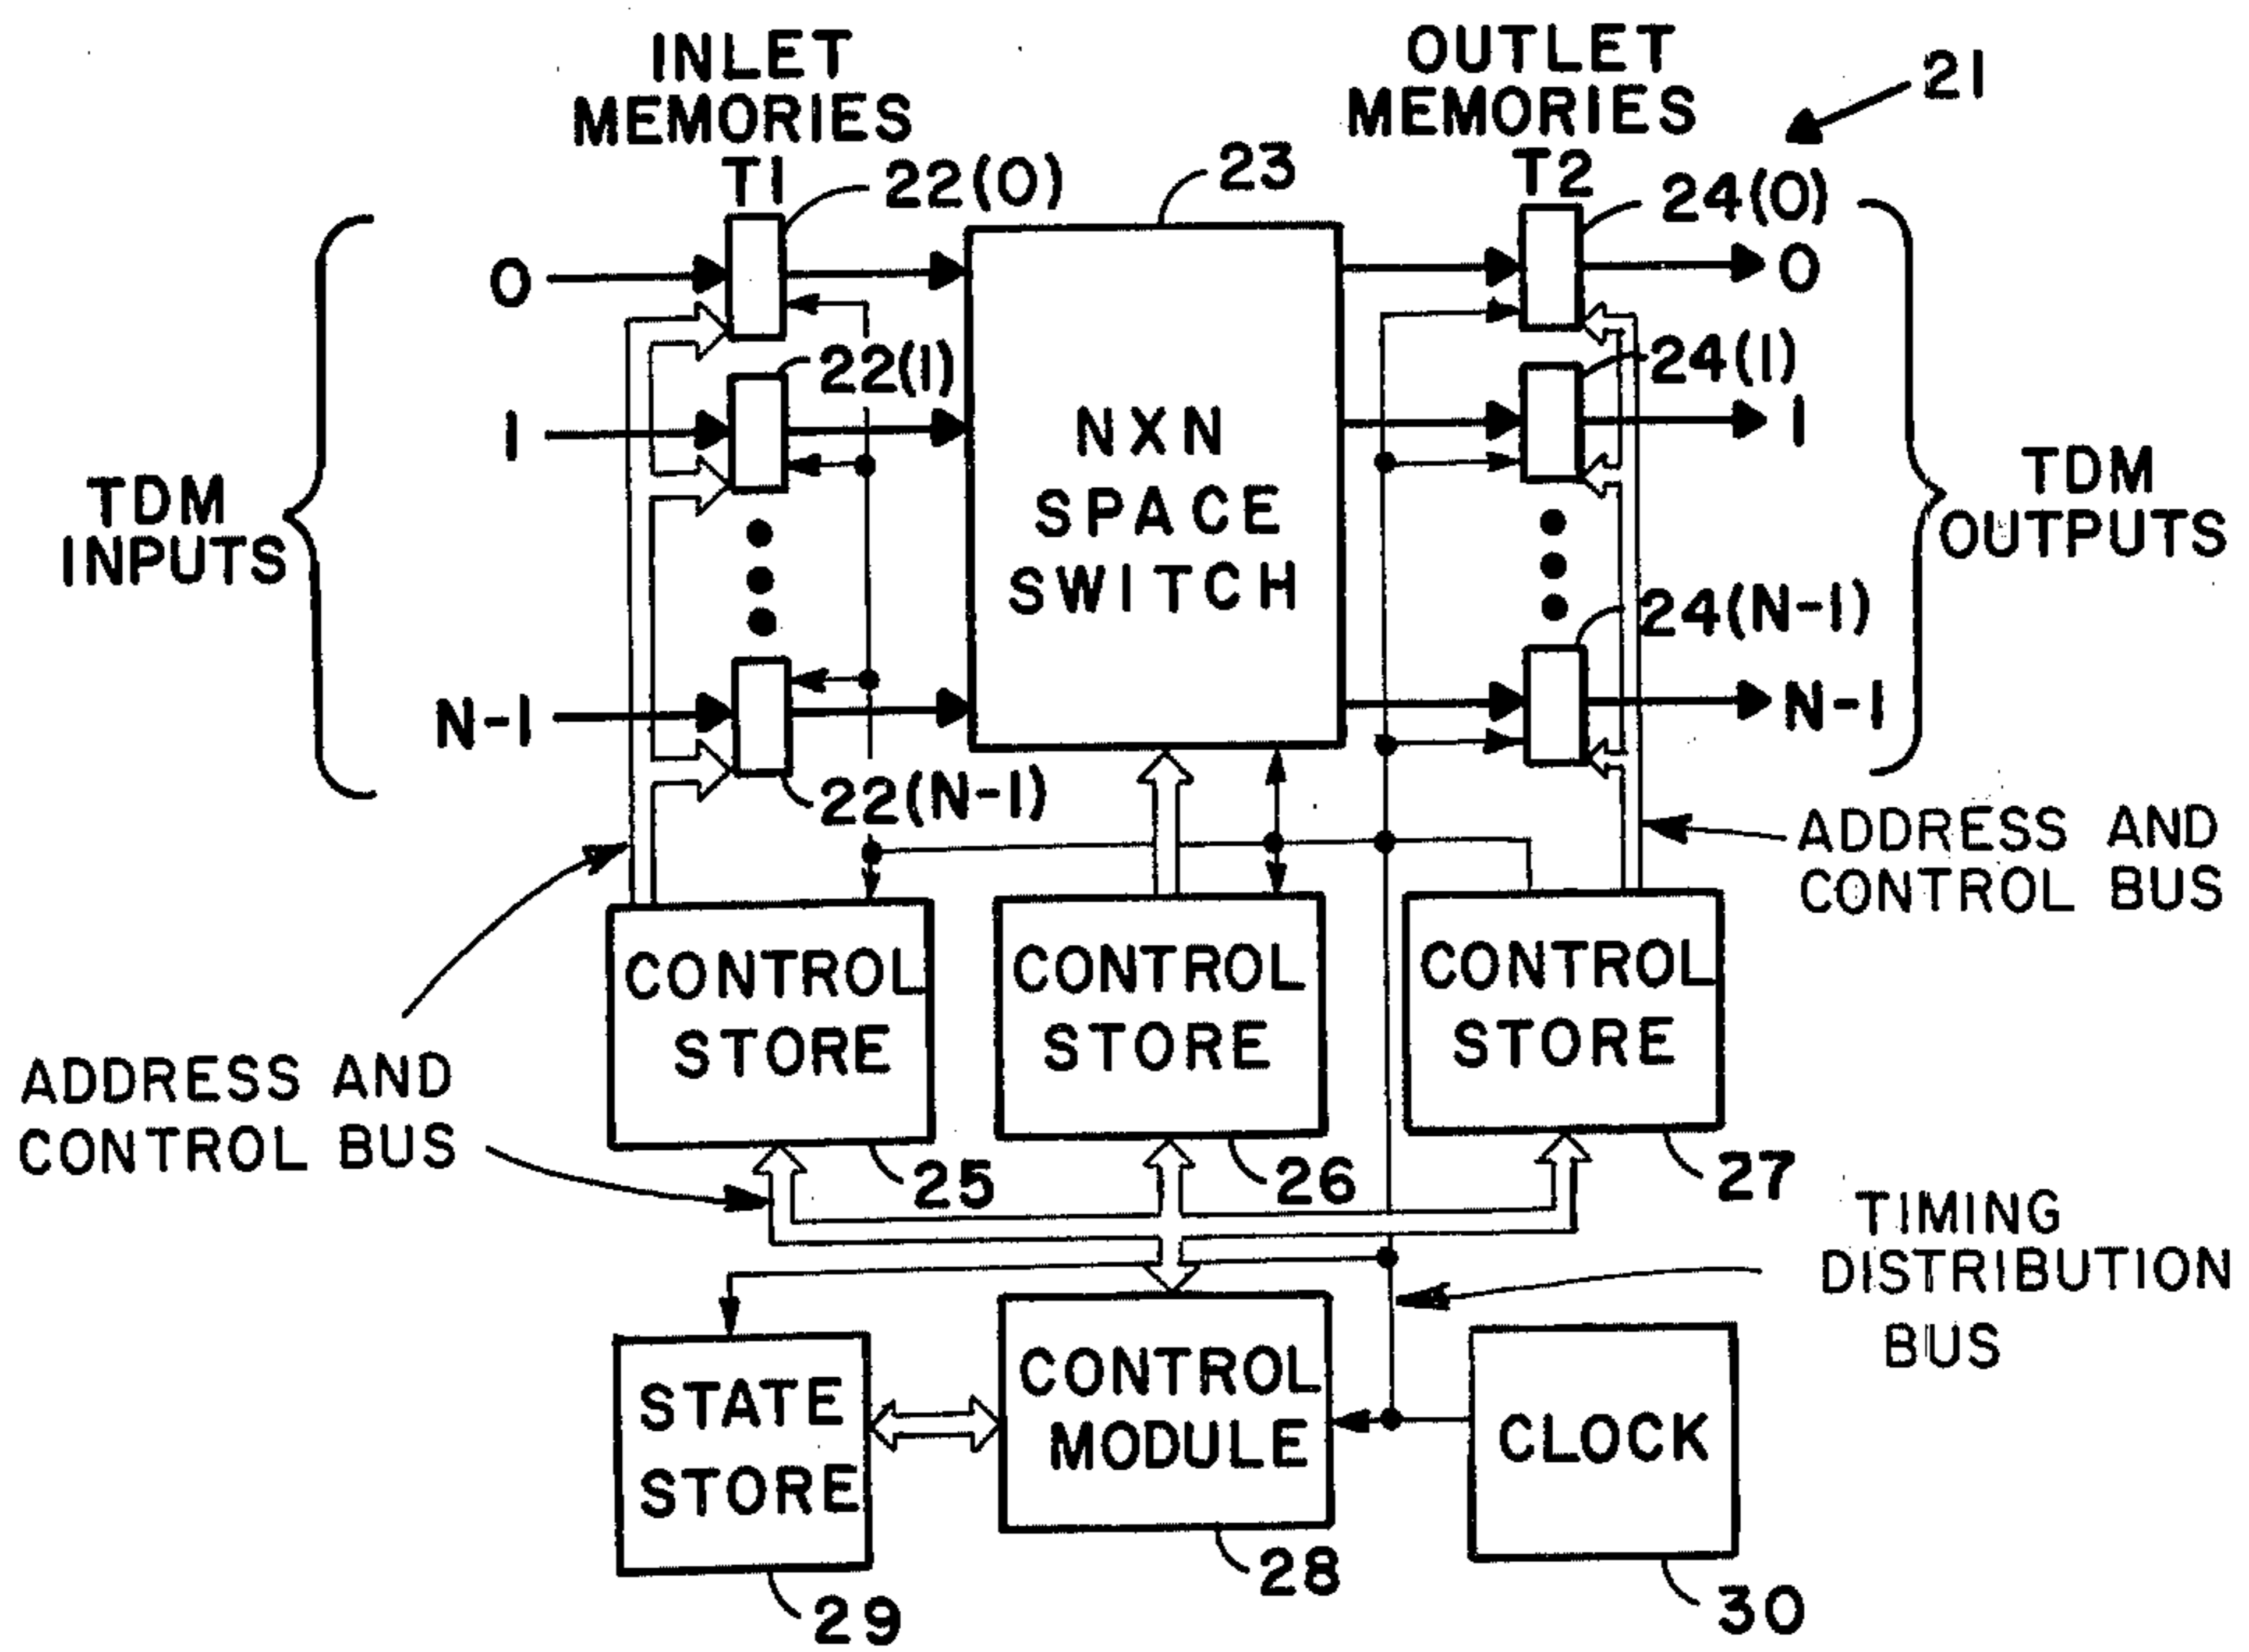 INLET
MEMORIES
T1
OUTLET
MEMORIES
T2
21
22(0)
23
24(0)
0
0
22(1)
24(1)
1
1
NXN
SPACE
SWITCH
TDM
INPUTS
TDM
OUTPUTS
24(N-1)
N-1
N-1
22(N-1)
ADDRESS AND
CONTROL BUS
CONTROL
STORE
CONTROL
STORE
CONTROL
STORE
ADDRESS AND
CONTROL BUS
25
26
27
TIMING
DISTRIBUTION
BUS
STATE
STORE
CONTROL
MODULE
CLOCK
28
29
30